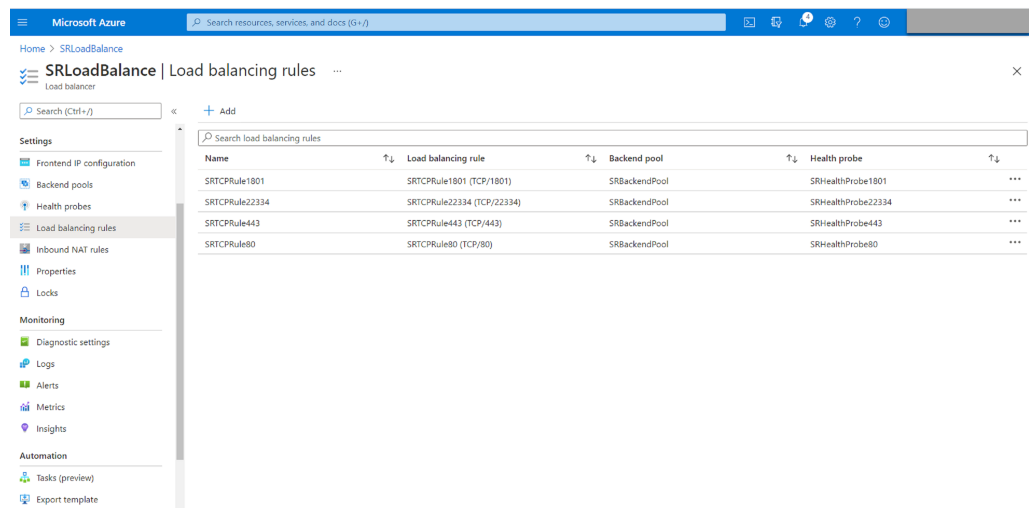 Microsoft Azure
Search resources, services, and docs (G+/)
4
Home > SRLoadBalance
SRLoadBalance | Load balancing rules ...
Load balancer
Search (Ctrl+/)
«
+ Add
Search load balancing rules
Settings
Frontend IP configuration
Backend pools
Health probes
Load balancing rules
Inbound NAT rules
Properties
Locks
Monitoring
Diagnostic settings
Logs
Alerts
Metrics
Insights
Automation
Tasks (preview)
Export template
Name ↑↓ Load balancing rule ↑↓ Backend pool ↑↓ Health probe ↑↓
SRTCPRule1801 SRTCPRule1801 (TCP/1801) SRBackendPool SRHealthProbe1801 ...
SRTCPRule22334 SRTCPRule22334 (TCP/22334) SRBackendPool SRHealthProbe22334 ...
SRTCPRule443 SRTCPRule443 (TCP/443) SRBackendPool SRHealthProbe443 ...
SRTCPRule80 SRTCPRule80 (TCP/80) SRBackendPool SRHealthProbe80 ...